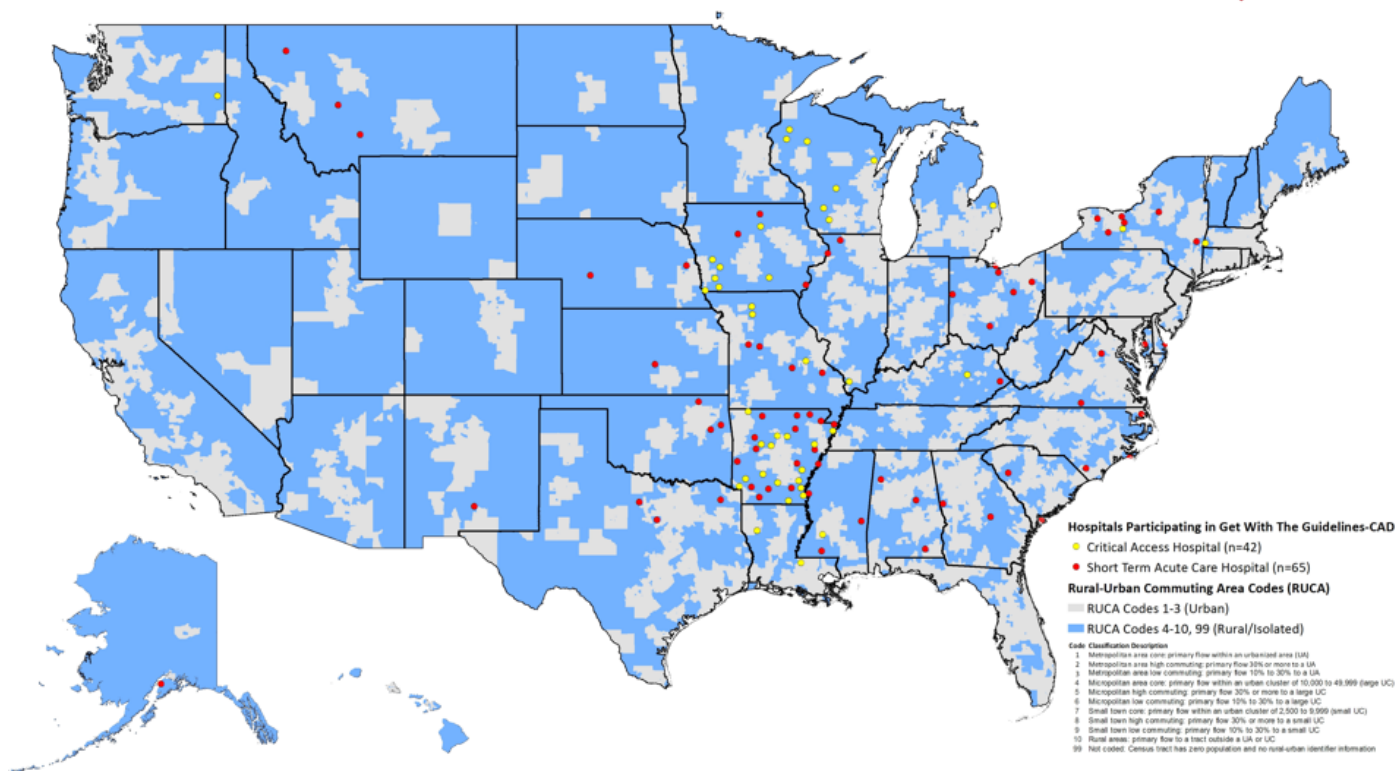 Hospitals Participating in Get With The Guidelines-CAD
Critical Access Hospital (n=42)
Short Term Acute Care Hospital (n=65)
Rural-Urban Commuting Area Codes (RUCA)
RUCA Codes 1-3 (Urban)
RUCA Codes 4-10, 99 (Rural/Isolated)
Code Classification Description
1 Metropolitan area core: primary flow within an urbanized area (UA)
2 Metropolitan area high commuting: primary flow 30% or more to a UA
3 Metropolitan area low commuting: primary flow 10% to 30% to a UA
4 Micropolitan area core: primary flow within an urban cluster of 10,000 to 49,999 (large UC)
5 Micropolitan high commuting: primary flow 30% or more to a large UC
6 Micropolitan low commuting: primary flow 10% to 30% to a large UC
7 Small town core: primary flow within an urban cluster of 2,500 to 9,999 (small UC)
8 Small town high commuting: primary flow 30% or more to a small UC
9 Small town low commuting: primary flow 10% to 30% to a small UC
10 Rural areas: primary flow to a tract outside a UA or UC
99 Not coded: Census tract has zero population and no rural-urban identifier information